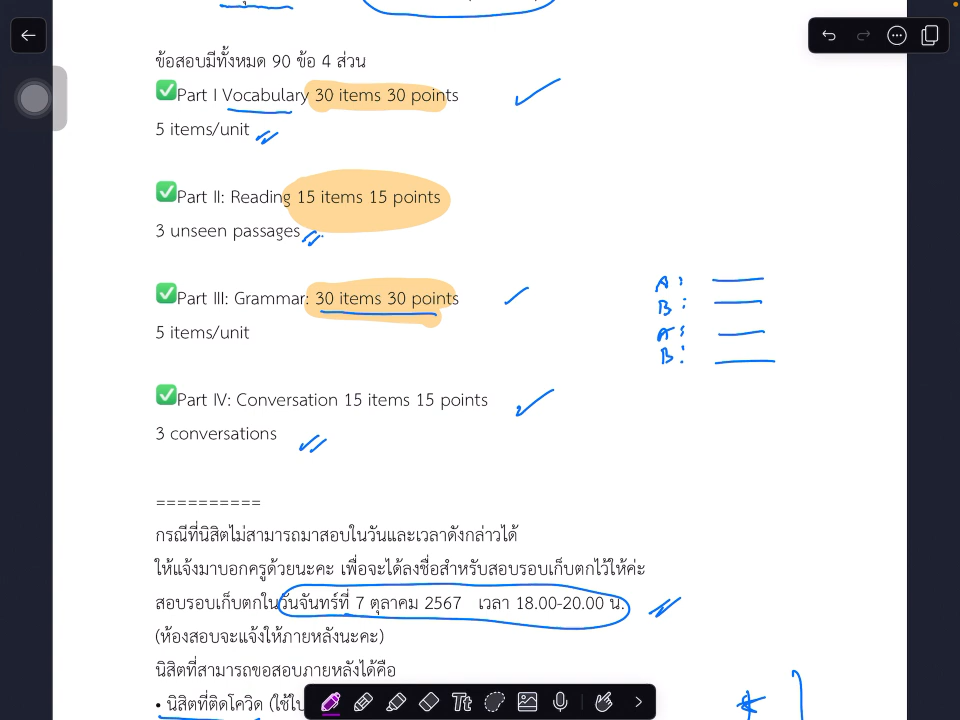 ข้อสอบมีทั้งหมด 90 ข้อ 4 ส่วน
✅Part I Vocabulary 30 items 30 points
5 items/unit
✅Part II: Reading 15 items 15 points
3 unseen passages
✅Part III: Grammar: 30 items 30 points
5 items/unit
A:
B:
A:
B:
✅Part IV: Conversation 15 items 15 points
3 conversations
==========
กรณีที่นิสิตไม่สามารถมาสอบในวันและเวลาดังกล่าวได้
ให้แจ้งมาบอกครูด้วยนะคะ เพื่อจะได้ลงชื่อสำหรับสอบรอบเก็บตกไว้ให้ค่ะ
สอบรอบเก็บตกในวันจันทร์ที่ 7 ตุลาคม 2567 เวลา 18.00-20.00 น.
(ห้องสอบจะแจ้งให้ภายหลังนะคะ)
นิสิตที่สามารถขอสอบภายหลังได้คือ
• นิสิตที่ติดโควิด (ใช้ใบ
Tt